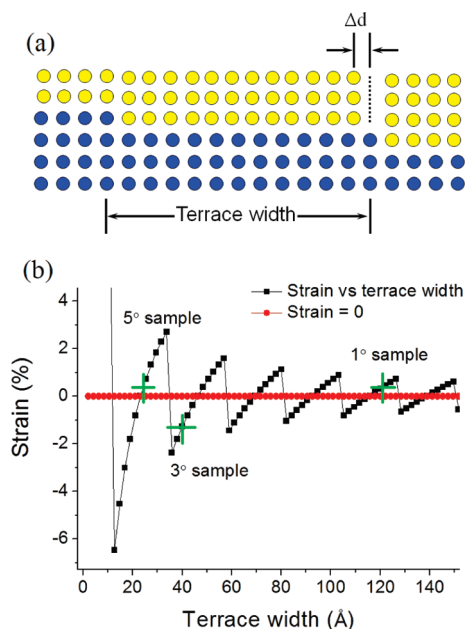 (a)
Δd
Terrace width
(b)
Strain vs terrace width
Strain = 0
5° sample
1° sample
3° sample
Strain (%)
4
2
0
-2
-4
-6
0 20 40 60 80 100 120 140
Terrace width (Å)